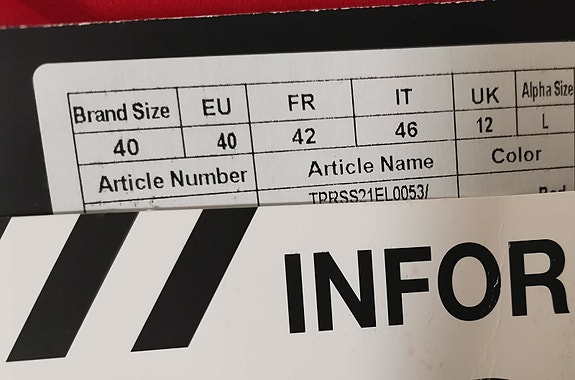 Brand Size EU FR IT UK Alpha Size
40 40 42 46 12 L
Article Number Article Name Color
TPRSS21EL0053/
INFOR